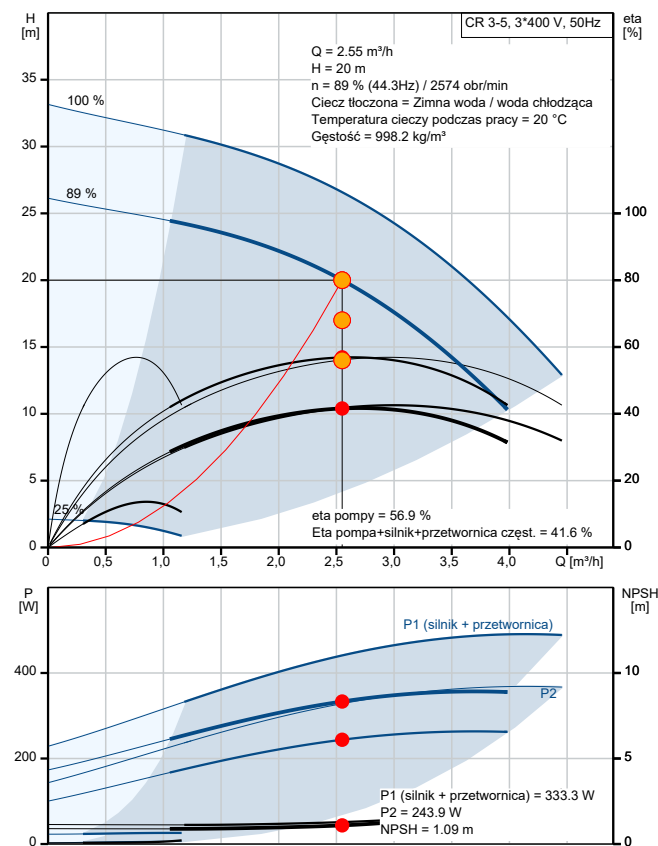 H
[m]
CR 3-5, 3*400 V, 50Hz
eta
[%]
Q = 2.55 m³/h
H = 20 m
n = 89 % (44.3Hz) / 2574 obr/min
Ciecz tłoczona = Zimna woda / woda chłodząca
Temperatura cieczy podczas pracy = 20 °C
Gęstość = 998.2 kg/m³
35
100 %
30
89 %
25
100
20
80
15
60
10
40
5
20
25 %
eta pompy = 56.9 %
Eta pompa+silnik+przetwornica częst. = 41.6 %
0
0
0 0,5 1,0 1,5 2,0 2,5 3,0 3,5 4,0 Q [m³/h]
P
[W]
NPSH
[m]
P1 (silnik + przetwornica)
400
10
P2
200
5
P1 (silnik + przetwornica) = 333.3 W
P2 = 243.9 W
NPSH = 1.09 m
0
0